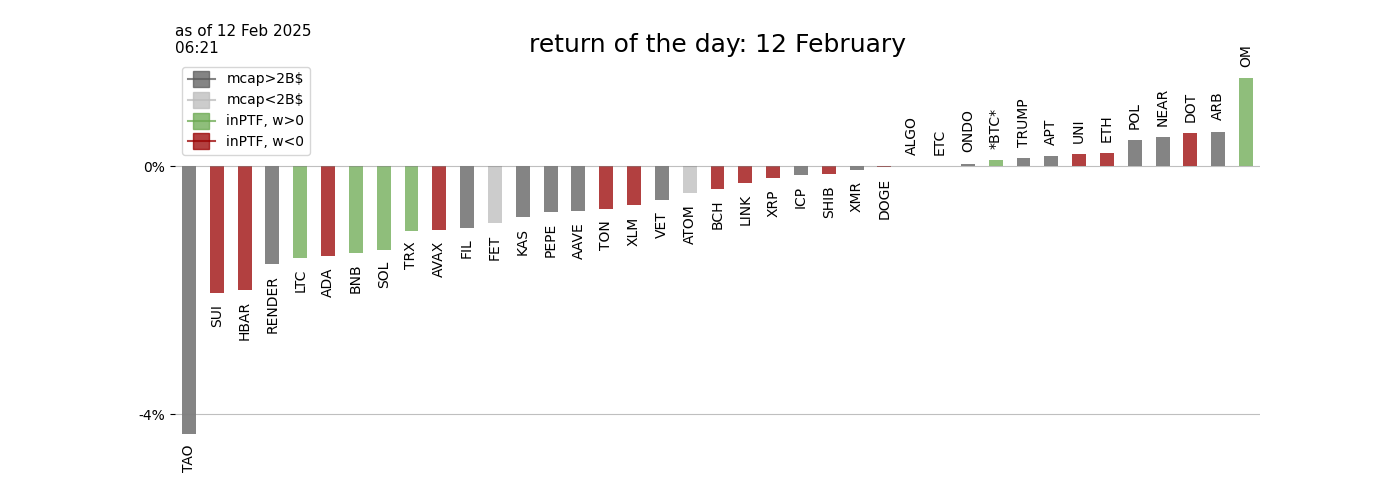 as of 12 Feb 2025
06:21
return of the day: 12 February
mcap>2B$
mcap<2B$
inPTF, w>0
inPTF, w<0
0%
-4%
TAO
SUI
HBAR
RENDER
LTC
ADA
BNB
SOL
TRX
AVAX
FIL
FET
KAS
PEPE
AAVE
TON
XLM
VET
ATOM
BCH
LINK
XRP
ICP
SHIB
XMR
DOGE
ALGO
ETC
ONDO
*BTC*
TRUMP
APT
UNI
ETH
POL
NEAR
DOT
ARB
OM